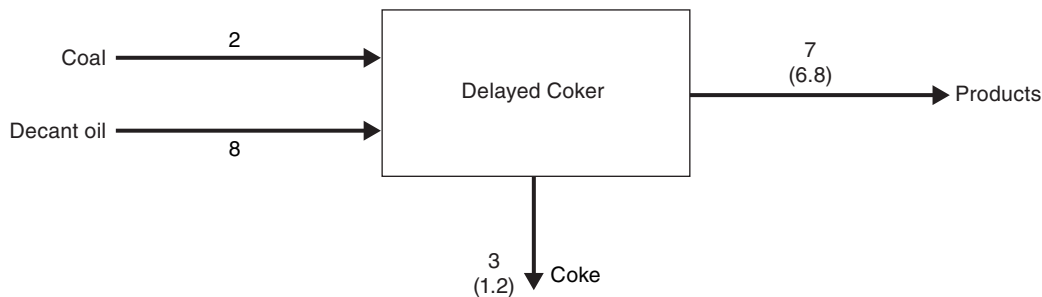 Coal
2
Decant oil
8
Delayed Coker
7
(6.8)
Products
3
(1.2)
Coke